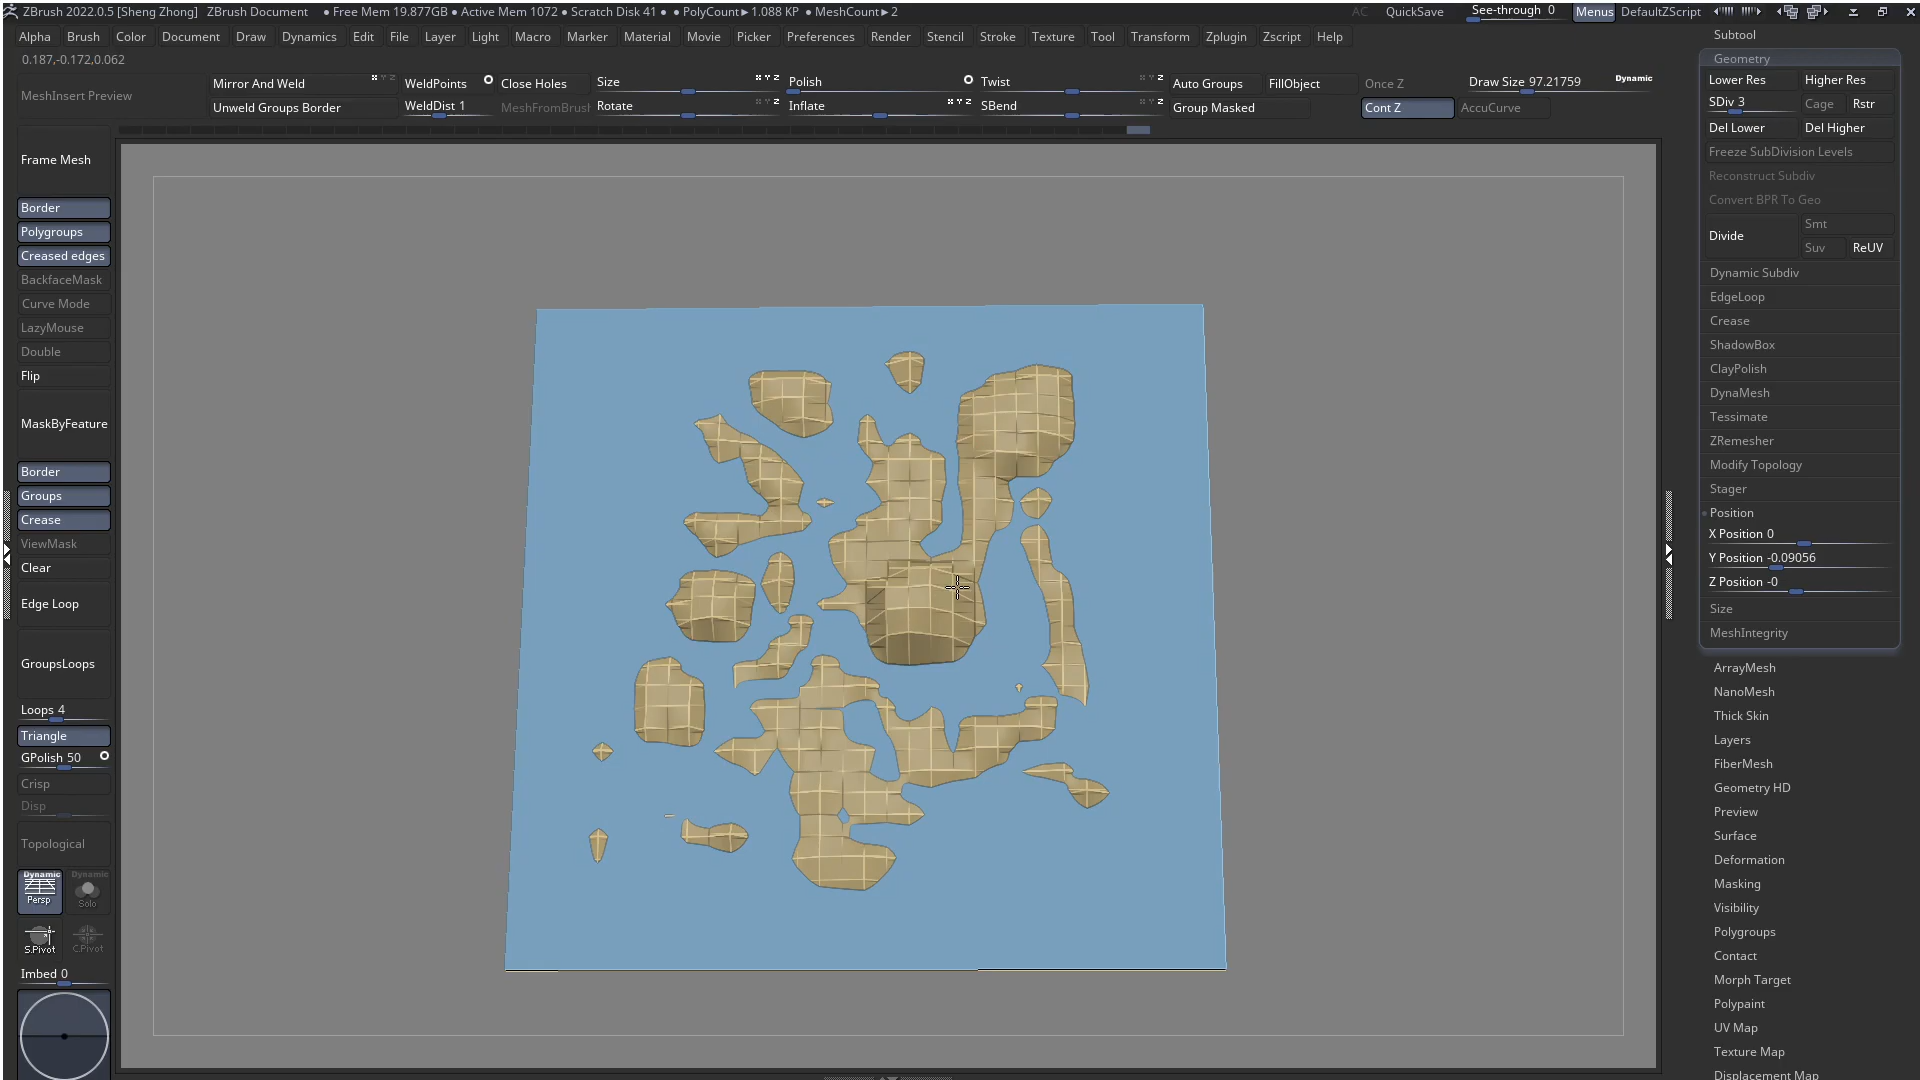 ZBrush 2022.0.5 [Sheng Zhong] ZBrush Document • Free Mem 19.877GB • Active Mem 1072 • Scratch Disk 41 • • PolyCount► 1.088 KP • MeshCount► 2 AC QuickSave See-through 0 Menus DefaultZScript
Alpha Brush Color Document Draw Dynamics Edit File Layer Light Macro Marker Material Movie Picker Preferences Render Stencil Stroke Texture Tool Transform Zplugin Zscript Help
0.187,-0.172,0.062
MeshInsert Preview
Mirror And Weld WeldPoints Close Holes Size Polish Twist Auto Groups FillObject Once Z Draw Size 97.21759 Dynamic
Unweld Groups Border WeldDist 1 MeshFromBrush Rotate Inflate SBend Group Masked Cont Z AccuCurve
Frame Mesh
Border
Polygroups
Creased edges
BackfaceMask
Curve Mode
LazyMouse
Double
Flip
MaskByFeature
Border
Groups
Crease
ViewMask
Clear
Edge Loop
GroupsLoops
Loops 4
Triangle
GPolish 50
Crisp
Disp
Topological
Dynamic Dynamic
Persp Solo
S.Pivot C.Pivot
Imbed 0
Subtool
Geometry
Lower Res Higher Res
SDiv 3 Cage Rstr
Del Lower Del Higher
Freeze SubDivision Levels
Reconstruct Subdiv
Convert BPR To Geo
Divide Smt
Suv ReUV
Dynamic Subdiv
EdgeLoop
Crease
ShadowBox
ClayPolish
DynaMesh
Tessimate
ZRemesher
Modify Topology
Stager
Position
X Position 0
Y Position -0.09056
Z Position -0
Size
MeshIntegrity
ArrayMesh
NanoMesh
Thick Skin
Layers
FiberMesh
Geometry HD
Preview
Surface
Deformation
Masking
Visibility
Polygroups
Contact
Morph Target
Polypaint
UV Map
Texture Map
Displacement Map